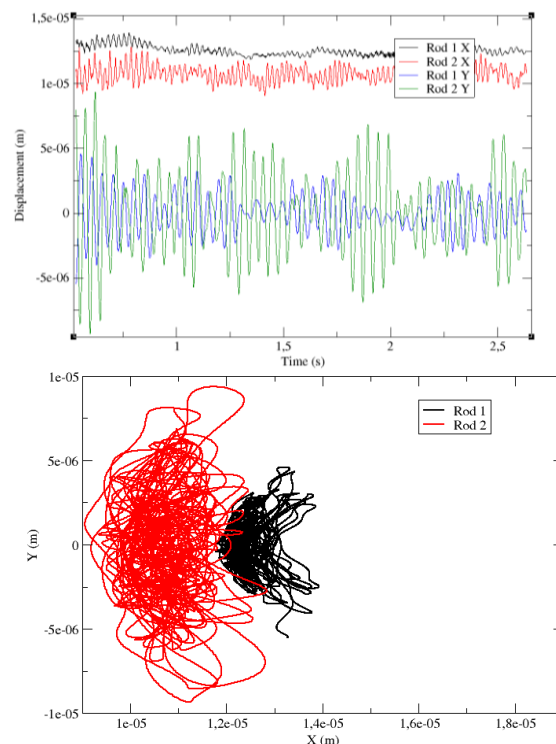 1,5e-05
1e-05
5e-06
0
-5e-06
Displacement (m)
Rod 1 X
Rod 2 X
Rod 1 Y
Rod 2 Y
1 1,5 2 2,5
Time (s)
1e-05
5e-06
0
-5e-06
-1e-05
Y (m)
Rod 1
Rod 2
1e-05 1,2e-05 1,4e-05 1,6e-05 1,8e-05
X (m)